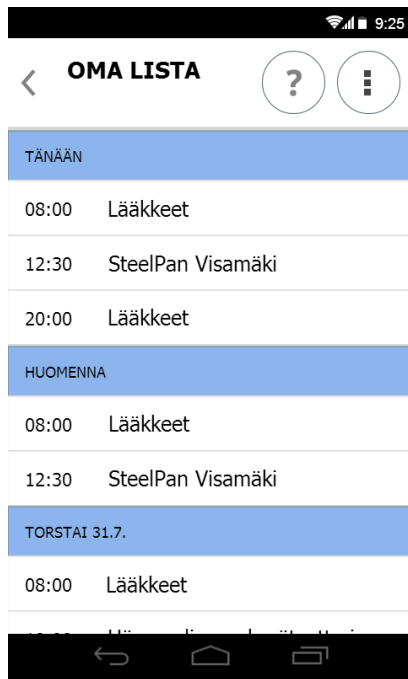 9:25
OMA LISTA
?
TÄNÄÄN
08:00 Lääkkeet
12:30 SteelPan Visamäki
20:00 Lääkkeet
HUOMENNA
08:00 Lääkkeet
12:30 SteelPan Visamäki
TORSTAI 31.7.
08:00 Lääkkeet